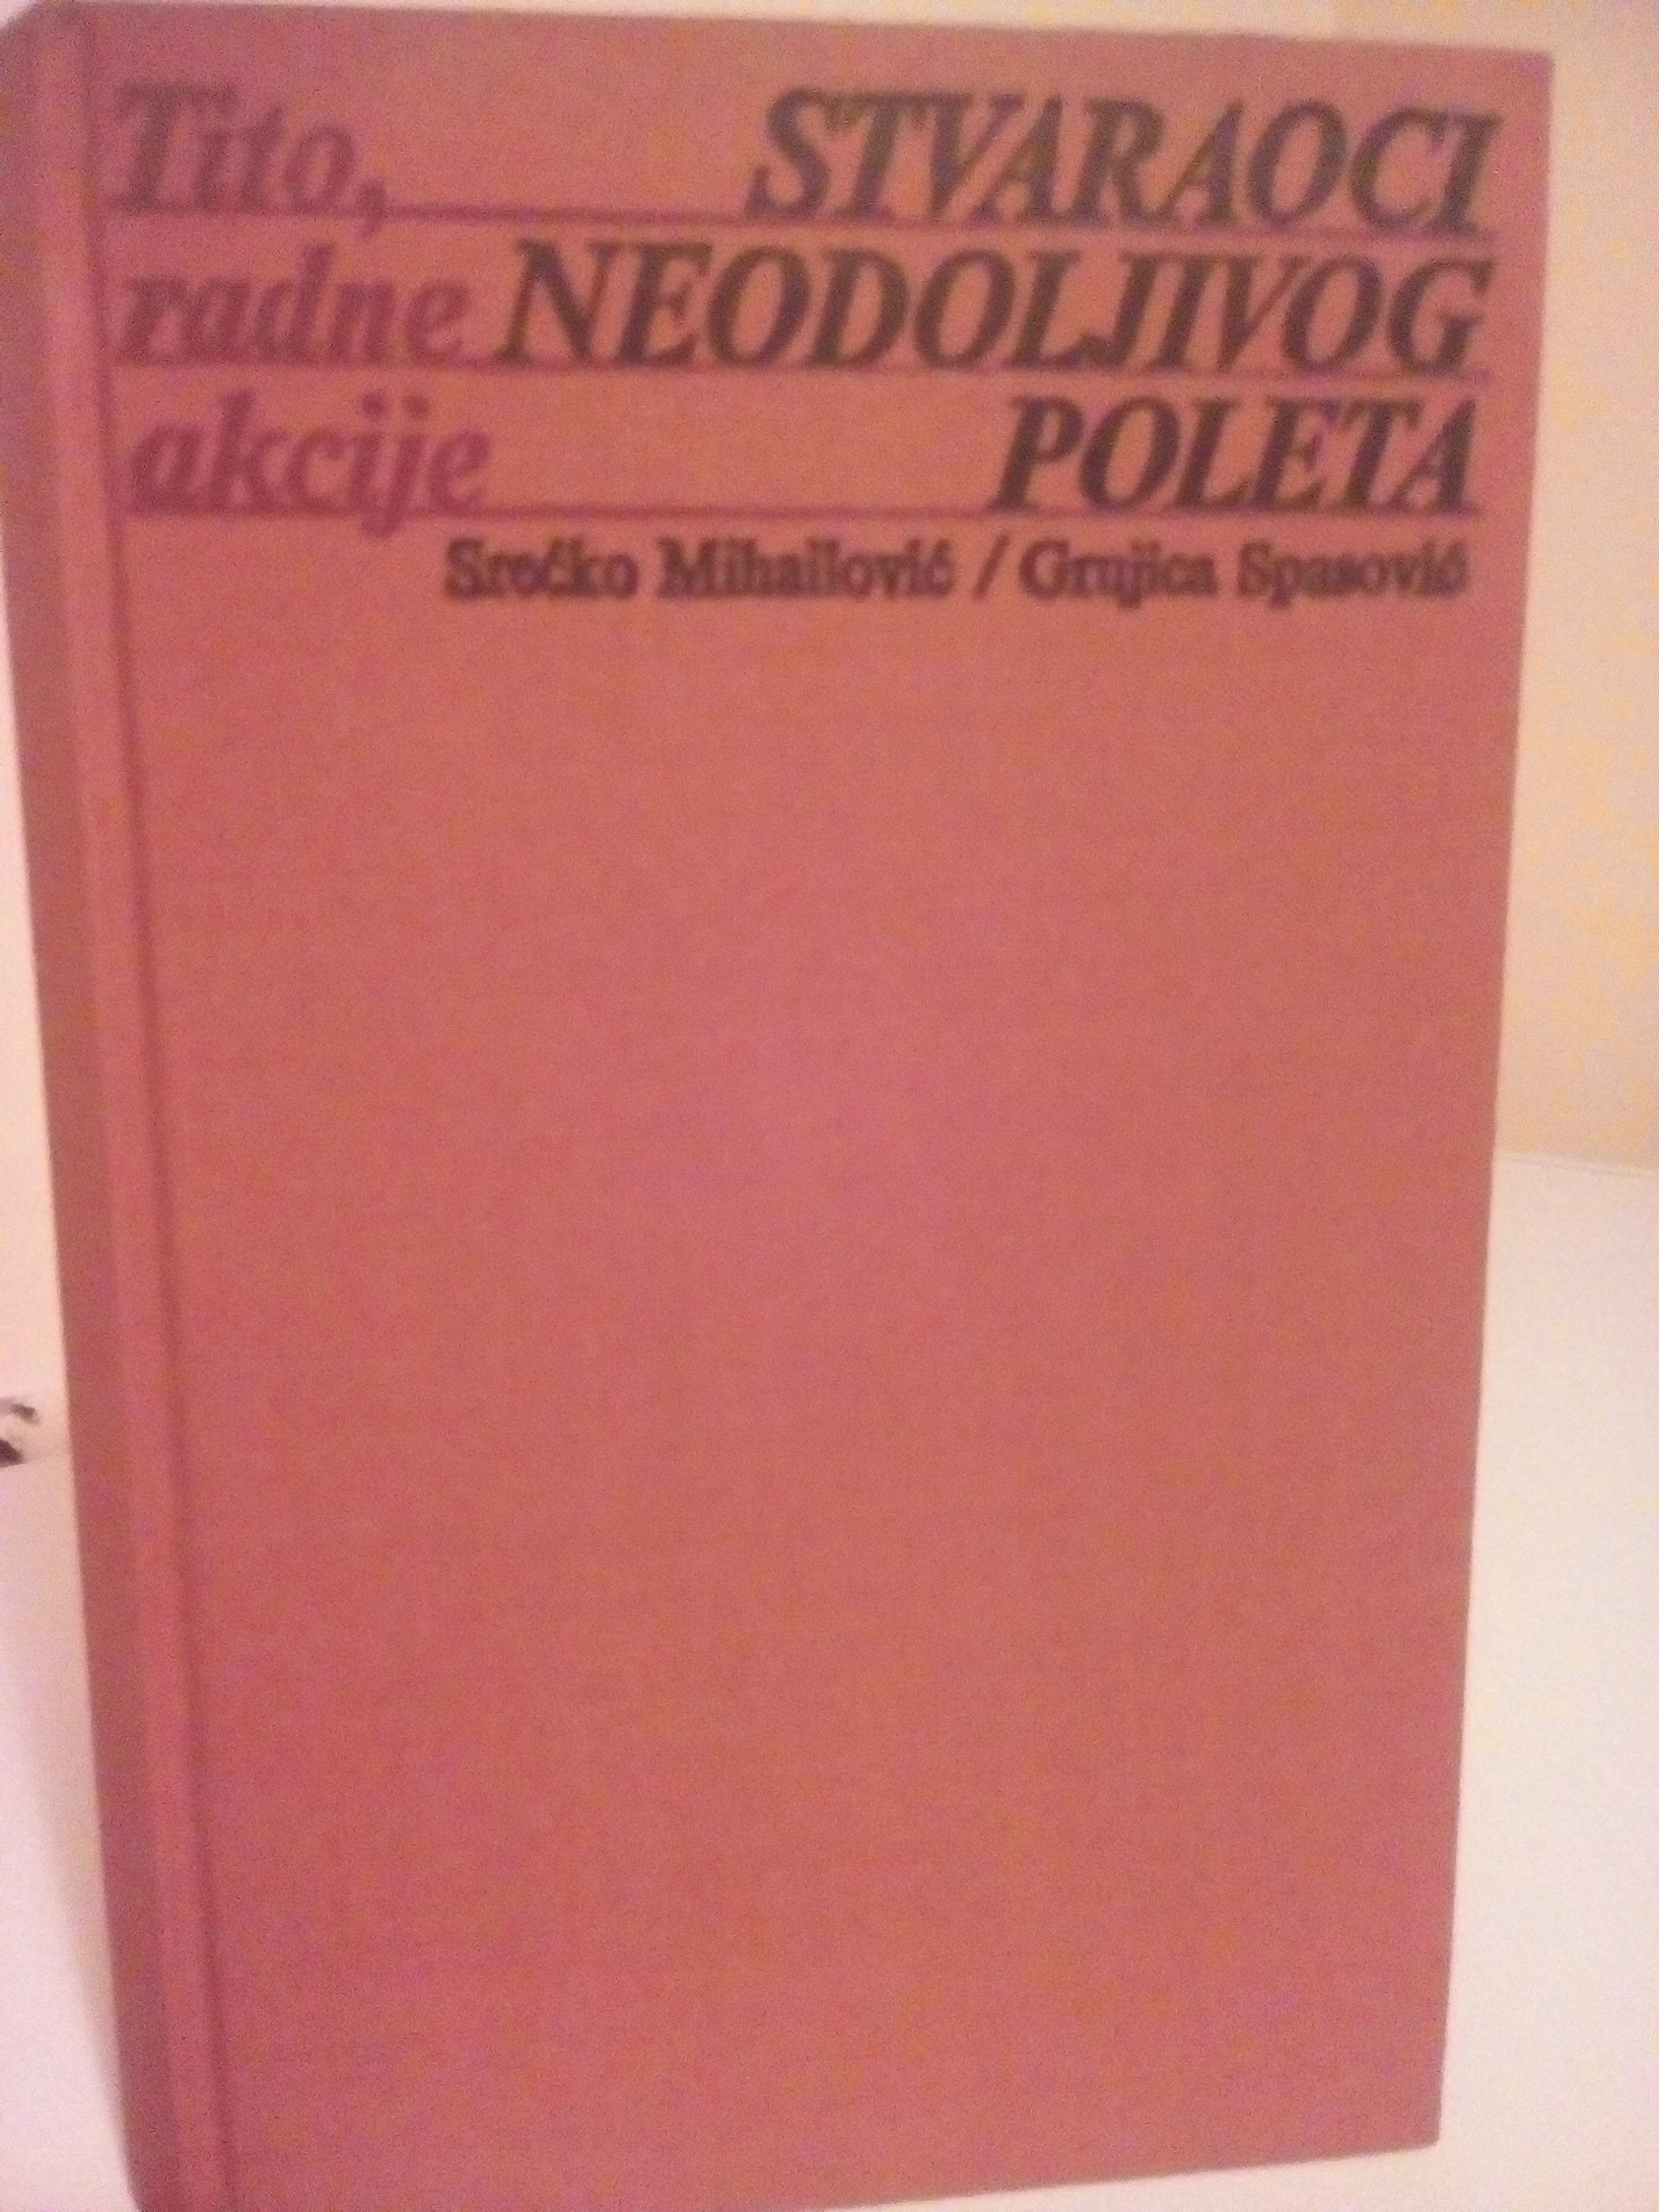 Tito, STVARAOCI
radne NEODOLJIVOG
akcije POLETA
Srećko Mihailović / Grujica Spasović